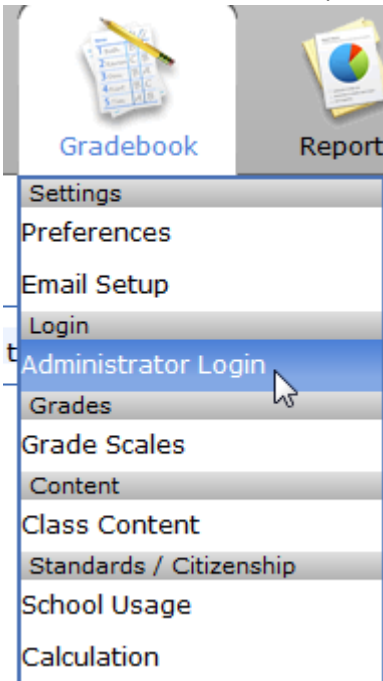 Gradebook
Report
Settings
Preferences
Email Setup
Login
t
Administrator Login
Grades
Grade Scales
Content
Class Content
Standards / Citizenship
School Usage
Calculation